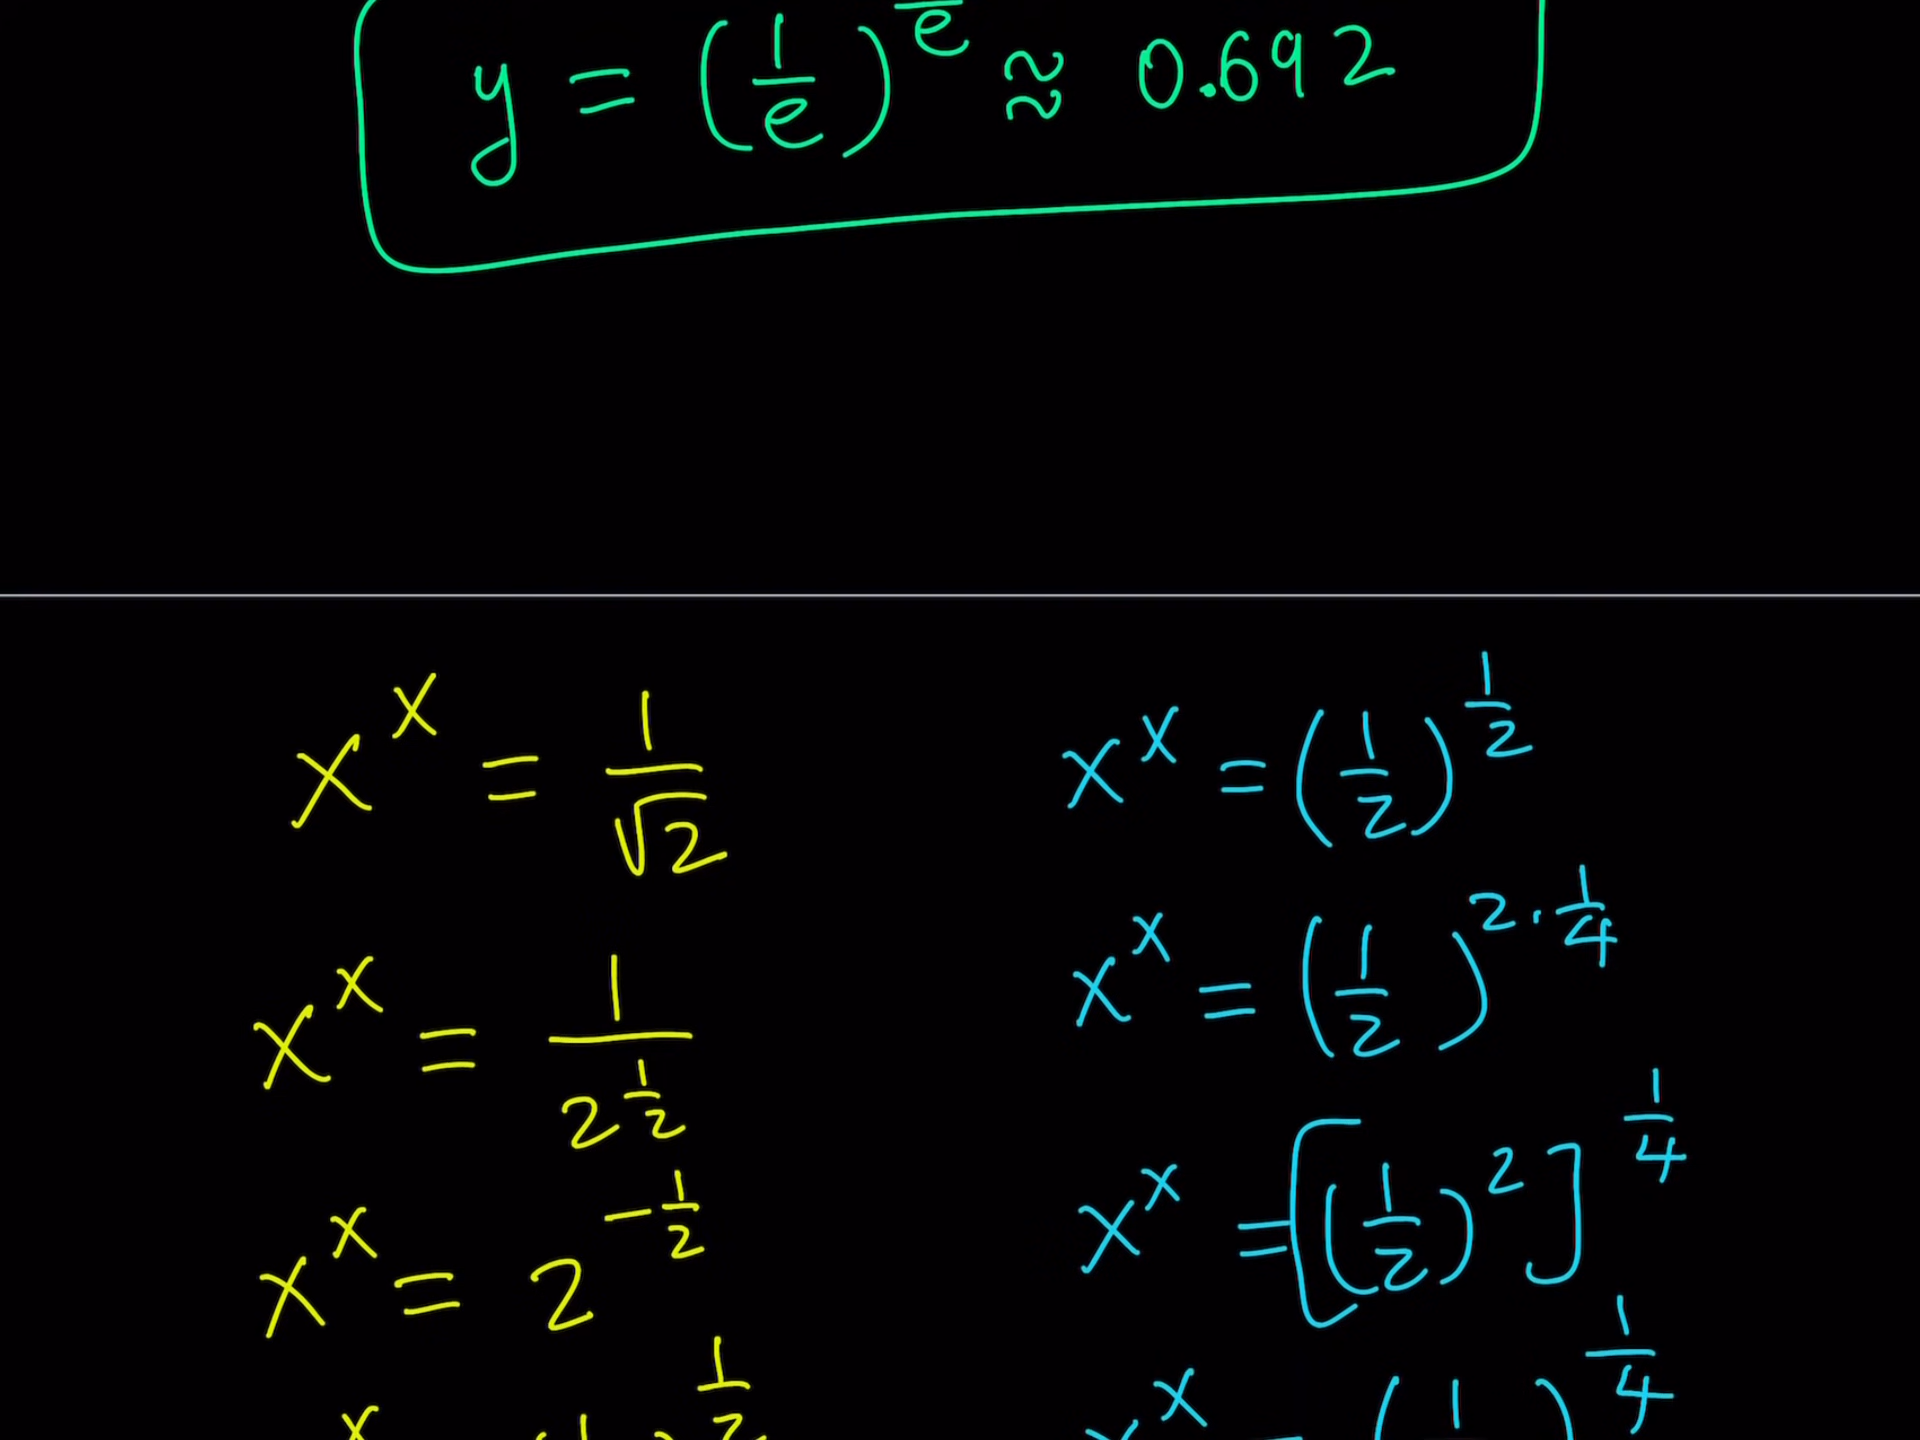 y = (1/e)^(1/e) ≈ 0.692
x^x = 1/√2
x^x = 1/2^(1/2)
x^x = 2^(-1/2)
x^x = (1/2)^(1/2)
x^x = (1/2)^(2·1/4)
x^x = [(1/2)^2]^(1/4)